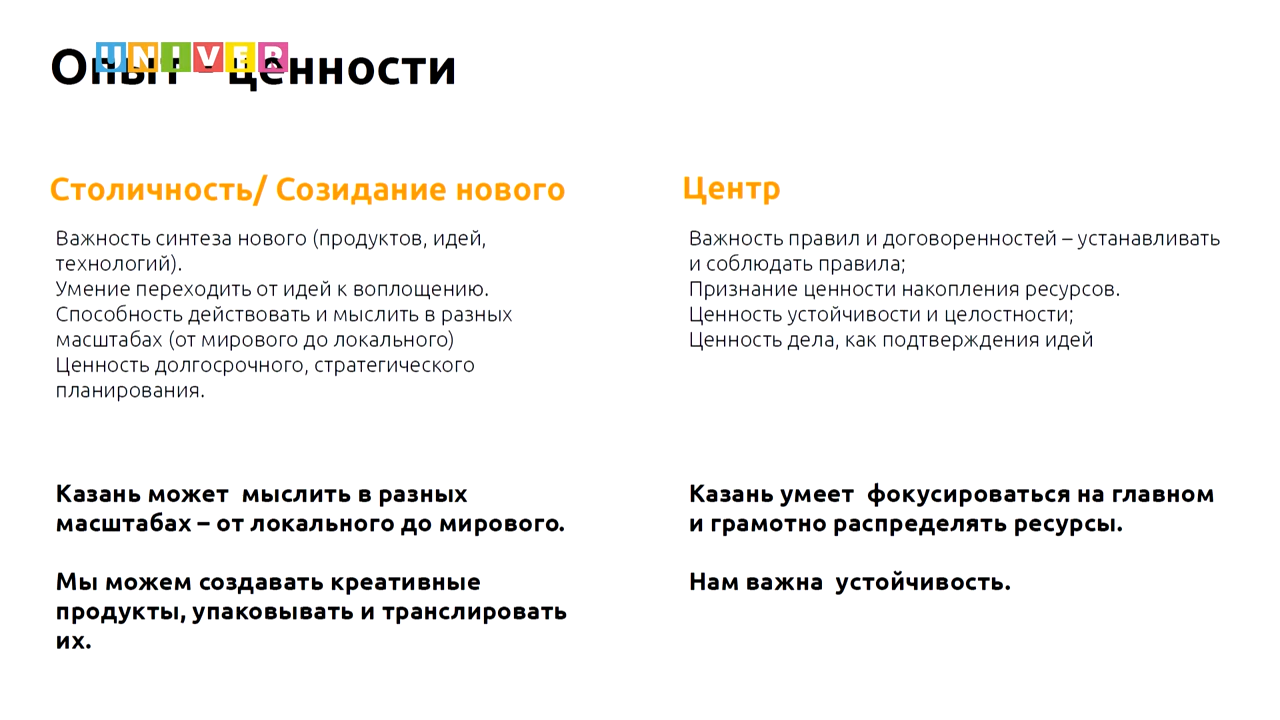 UNIVER
Опыт - ценности
Столичность/ Созидание нового
Важность синтеза нового (продуктов, идей,
технологий).
Умение переходить от идей к воплощению.
Способность действовать и мыслить в разных
масштабах (от мирового до локального)
Ценность долгосрочного, стратегического
планирования.
Казань может  мыслить в разных
масштабах – от локального до мирового.
Мы можем создавать креативные
продукты, упаковывать и транслировать
их.
Центр
Важность правил и договоренностей – устанавливать
и соблюдать правила;
Признание ценности накопления ресурсов.
Ценность устойчивости и целостности;
Ценность дела, как подтверждения идей
Казань умеет  фокусироваться на главном
и грамотно распределять ресурсы.
Нам важна  устойчивость.